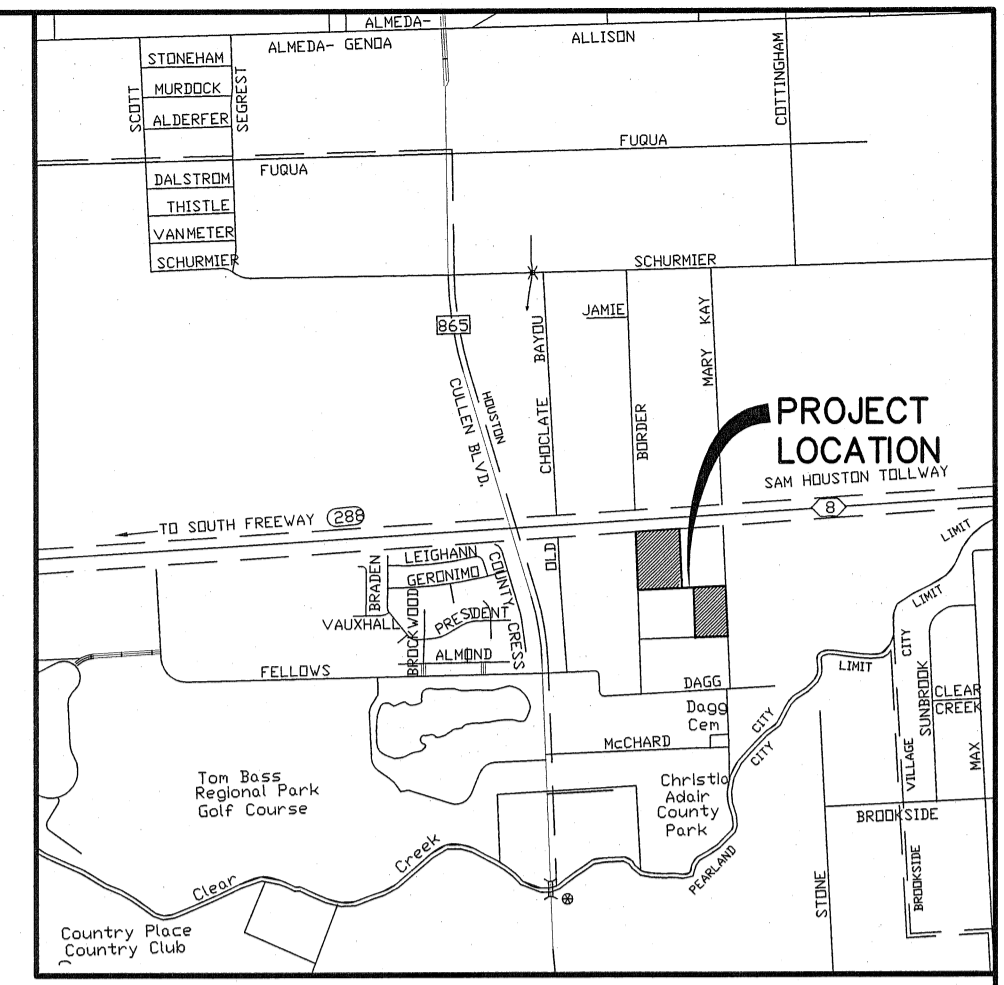 ALMEDA-
ALMEDA- GENOA
ALLISON
STONEHAM
MURDOCK
ALDERFER
SCOTT
SEGREST
COTTINGHAM
FUQUA
FUQUA
DALSTROM
THISTLE
VANMETER
SCHURMIER
SCHURMIER
865
JAMIE
CHOCLATE BAYOU
BORDER
MARY KAY
HOUSTON
CULLEN BLVD.
PROJECT
LOCATION
SAM HOUSTON TOLLWAY
8
TO SOUTH FREEWAY 288
OLD
LEIGHANN
GERONIMO
COUNTY CRESS
BRADEN
BROCKWOOD
VAUXHALL
PRESIDENT
ALMOND
FELLOWS
DAGG
Dagg
Cem
McCHARD
LIMIT
LIMIT
LIMIT
CITY
CITY
CITY
VILLAGE
SUNBROOK
CLEAR
CREEK
MAX
Tom Bass
Regional Park
Golf Course
Christia
Adair
County
Park
PEARLAND
BROOKSIDE
BROOKSIDE
STONE
Clear Creek
Country Place
Country Club